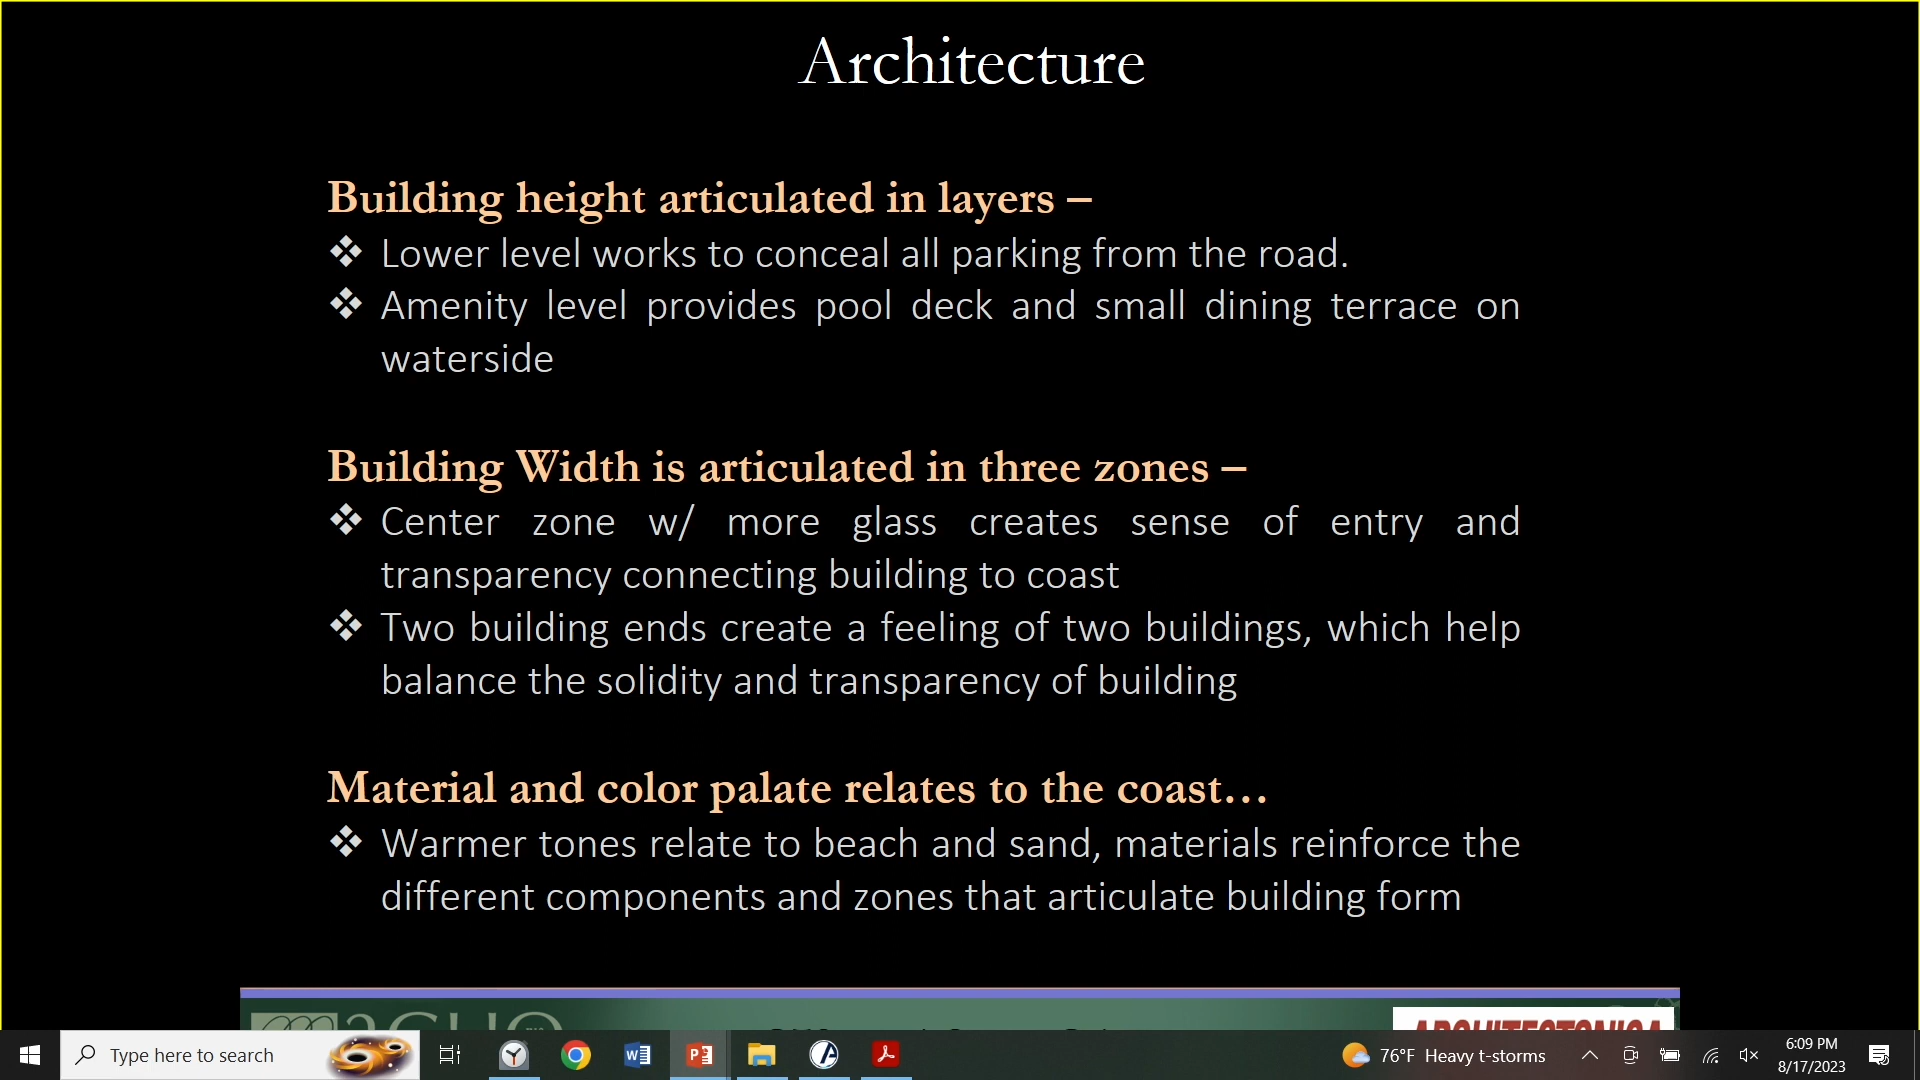 Architecture
Building height articulated in layers –
❖ Lower level works to conceal all parking from the road.
❖ Amenity level provides pool deck and small dining terrace on
waterside
Building Width is articulated in three zones –
❖ Center zone w/ more glass creates sense of entry and
transparency connecting building to coast
❖ Two building ends create a feeling of two buildings, which help
balance the solidity and transparency of building
Material and color palate relates to the coast...
❖ Warmer tones relate to beach and sand, materials reinforce the
different components and zones that articulate building form
ARCHITECTONICA
Type here to search
76°F Heavy t-storms
6:09 PM
8/17/2023